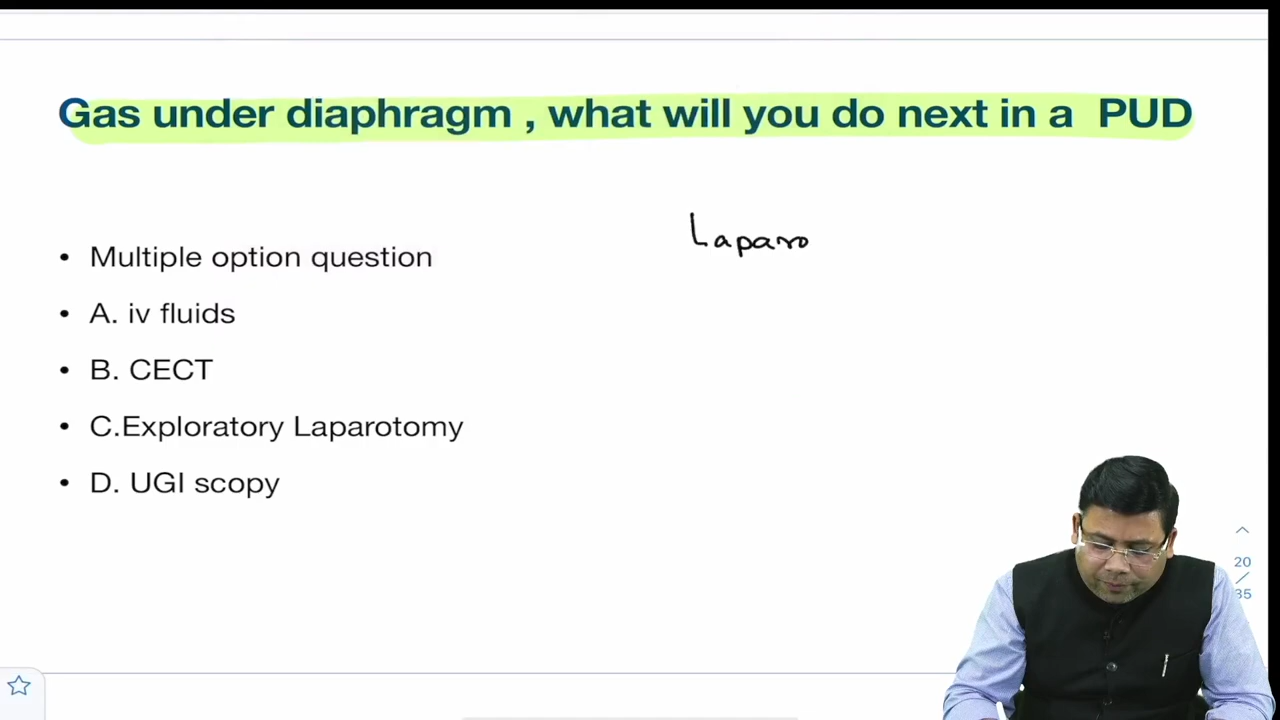 Gas under diaphragm , what will you do next in a PUD
Laparo
• Multiple option question
• A. iv fluids
• B. CECT
• C.Exploratory Laparotomy
• D. UGI scopy
20
/
35